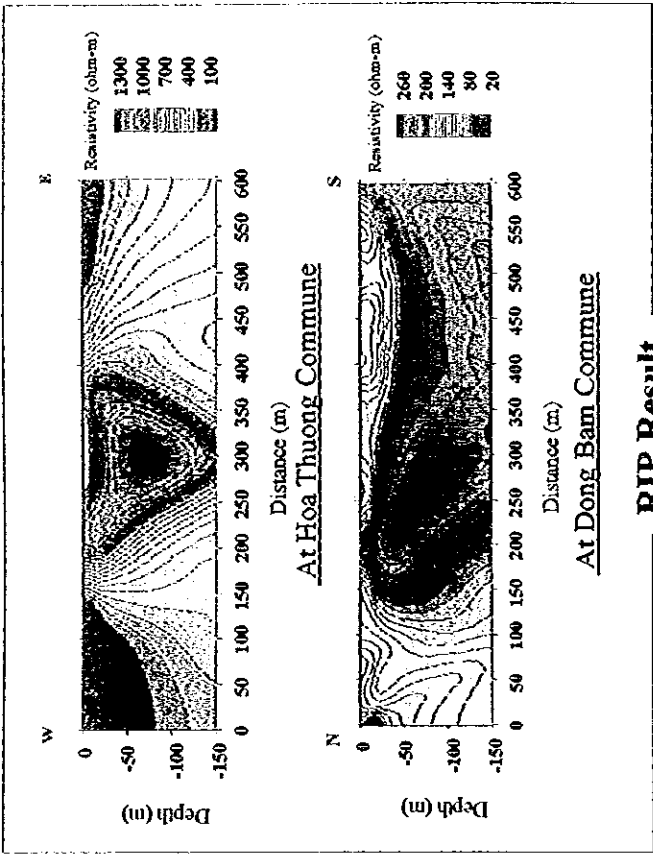 W
E
Resistivity (ohm-m)
1300
1000
700
400
100
0
-50
-100
-150
Depth (m)
0 50 100 150 200 250 300 350 400 450 500 550 600
Distance (m)
At Hoa Thuong Commune
N
S
Resistivity (ohm-m)
260
200
140
80
20
0
-50
-100
-150
Depth (m)
0 50 100 150 200 250 300 350 400 450 500 550 600
Distance (m)
At Dong Bam Commune
Result